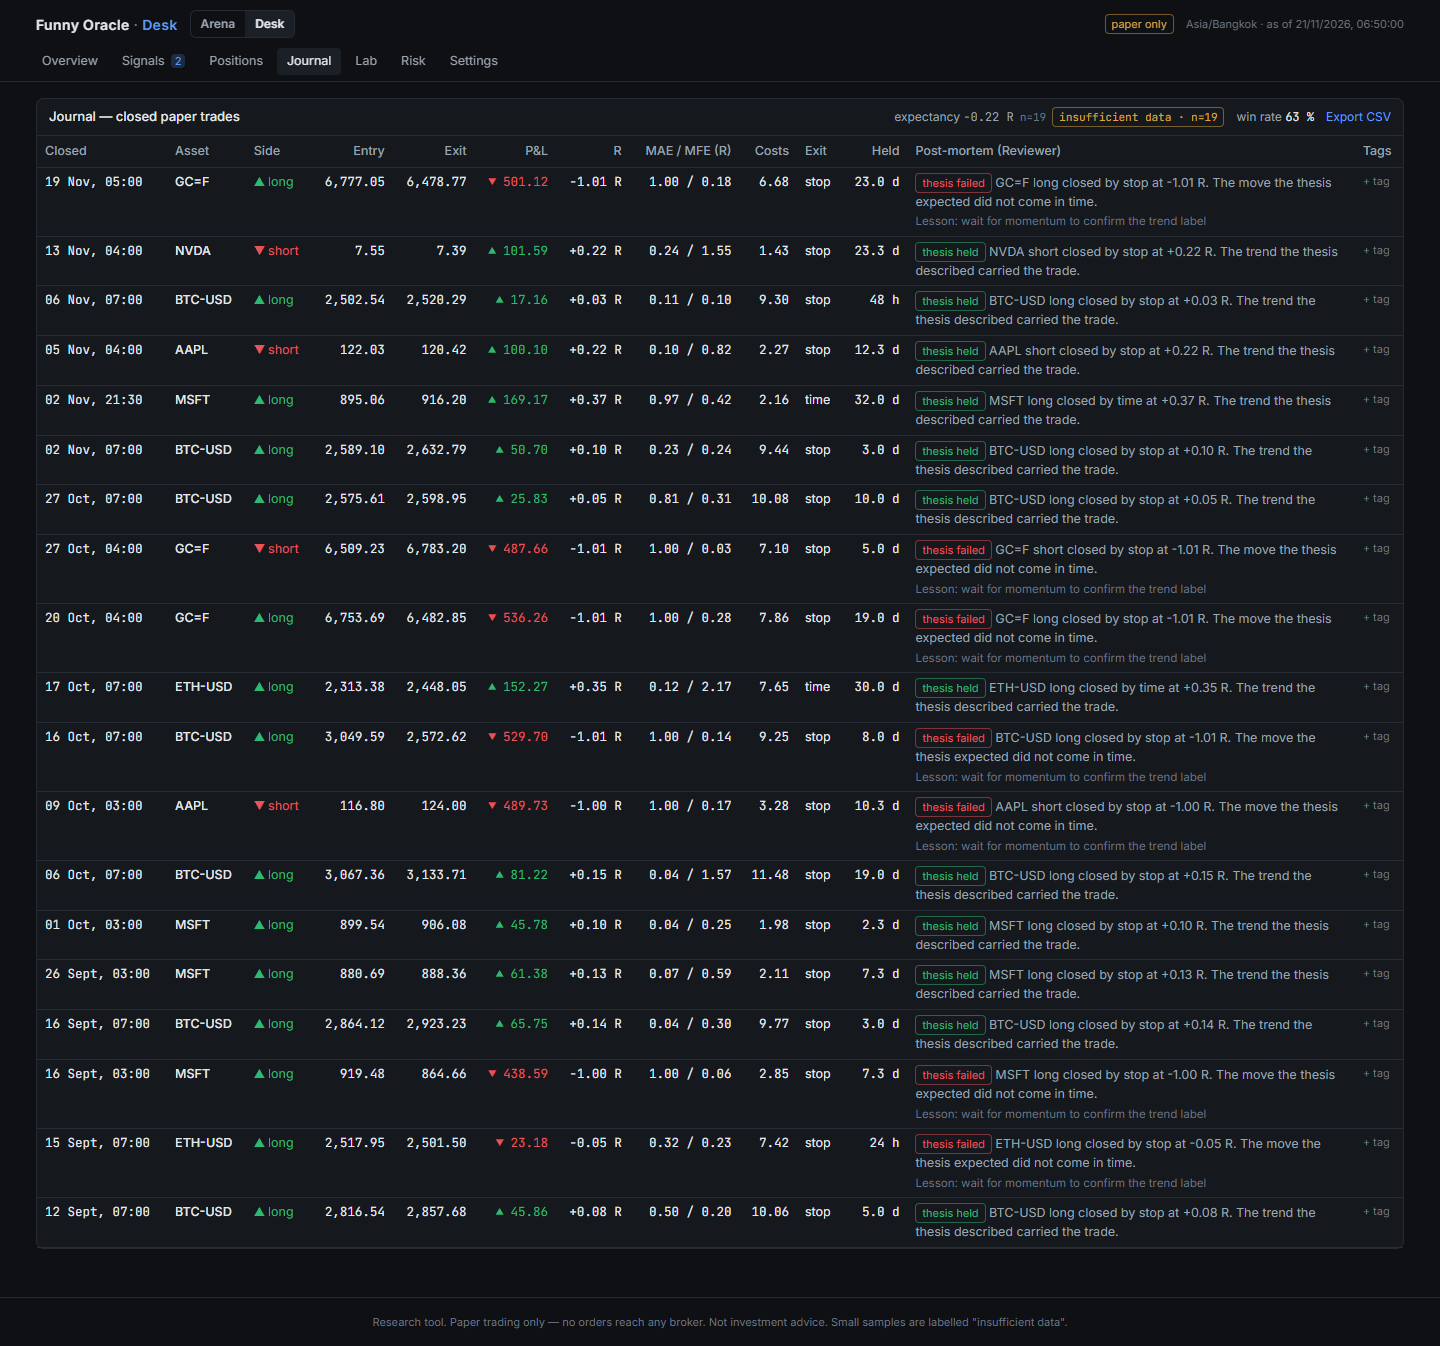 Funny Oracle · Desk Arena Desk paper only Asia/Bangkok · as of 21/11/2026, 06:50:00
Overview Signals 2 Positions Journal Lab Risk Settings
Journal — closed paper trades expectancy -0.22 R n=19 insufficient data · n=19 win rate 63 % Export CSV
Closed Asset Side Entry Exit P&L R MAE / MFE (R) Costs Exit Held Post-mortem (Reviewer) Tags
19 Nov, 05:00 GC=F ▲ long 6,777.05 6,478.77 ▼ 501.12 -1.01 R 1.00 / 0.18 6.68 stop 23.0 d thesis failed GC=F long closed by stop at -1.01 R. The move the thesis + tag
expected did not come in time.
Lesson: wait for momentum to confirm the trend label
13 Nov, 04:00 NVDA ▼ short 7.55 7.39 ▲ 101.59 +0.22 R 0.24 / 1.55 1.43 stop 23.3 d thesis held NVDA short closed by stop at +0.22 R. The trend the thesis + tag
described carried the trade.
06 Nov, 07:00 BTC-USD ▲ long 2,502.54 2,520.29 ▲ 17.16 +0.03 R 0.11 / 0.10 9.30 stop 48 h thesis held BTC-USD long closed by stop at +0.03 R. The trend the + tag
thesis described carried the trade.
05 Nov, 04:00 AAPL ▼ short 122.03 120.42 ▲ 100.10 +0.22 R 0.10 / 0.82 2.27 stop 12.3 d thesis held AAPL short closed by stop at +0.22 R. The trend the thesis + tag
described carried the trade.
02 Nov, 21:30 MSFT ▲ long 895.06 916.20 ▲ 169.17 +0.37 R 0.97 / 0.42 2.16 time 32.0 d thesis held MSFT long closed by time at +0.37 R. The trend the thesis + tag
described carried the trade.
02 Nov, 07:00 BTC-USD ▲ long 2,589.10 2,632.79 ▲ 50.70 +0.10 R 0.23 / 0.24 9.44 stop 3.0 d thesis held BTC-USD long closed by stop at +0.10 R. The trend the + tag
thesis described carried the trade.
27 Oct, 07:00 BTC-USD ▲ long 2,575.61 2,598.95 ▲ 25.83 +0.05 R 0.81 / 0.31 10.08 stop 10.0 d thesis held BTC-USD long closed by stop at +0.05 R. The trend the + tag
thesis described carried the trade.
27 Oct, 04:00 GC=F ▼ short 6,509.23 6,783.20 ▼ 487.66 -1.01 R 1.00 / 0.03 7.10 stop 5.0 d thesis failed GC=F short closed by stop at -1.01 R. The move the thesis + tag
expected did not come in time.
Lesson: wait for momentum to confirm the trend label
20 Oct, 04:00 GC=F ▲ long 6,753.69 6,482.85 ▼ 536.26 -1.01 R 1.00 / 0.28 7.86 stop 19.0 d thesis failed GC=F long closed by stop at -1.01 R. The move the thesis + tag
expected did not come in time.
Lesson: wait for momentum to confirm the trend label
17 Oct, 07:00 ETH-USD ▲ long 2,313.38 2,448.05 ▲ 152.27 +0.35 R 0.12 / 2.17 7.65 time 30.0 d thesis held ETH-USD long closed by time at +0.35 R. The trend the + tag
thesis described carried the trade.
16 Oct, 07:00 BTC-USD ▲ long 3,049.59 2,572.62 ▼ 529.70 -1.01 R 1.00 / 0.14 9.25 stop 8.0 d thesis failed BTC-USD long closed by stop at -1.01 R. The move the + tag
thesis expected did not come in time.
Lesson: wait for momentum to confirm the trend label
09 Oct, 03:00 AAPL ▼ short 116.80 124.00 ▼ 489.73 -1.00 R 1.00 / 0.17 3.28 stop 10.3 d thesis failed AAPL short closed by stop at -1.00 R. The move the thesis + tag
expected did not come in time.
Lesson: wait for momentum to confirm the trend label
06 Oct, 07:00 BTC-USD ▲ long 3,067.36 3,133.71 ▲ 81.22 +0.15 R 0.04 / 1.57 11.48 stop 19.0 d thesis held BTC-USD long closed by stop at +0.15 R. The trend the + tag
thesis described carried the trade.
01 Oct, 03:00 MSFT ▲ long 899.54 906.08 ▲ 45.78 +0.10 R 0.04 / 0.25 1.98 stop 2.3 d thesis held MSFT long closed by stop at +0.10 R. The trend the thesis + tag
described carried the trade.
26 Sept, 03:00 MSFT ▲ long 880.69 888.36 ▲ 61.38 +0.13 R 0.07 / 0.59 2.11 stop 7.3 d thesis held MSFT long closed by stop at +0.13 R. The trend the thesis + tag
described carried the trade.
16 Sept, 07:00 BTC-USD ▲ long 2,864.12 2,923.23 ▲ 65.75 +0.14 R 0.04 / 0.30 9.77 stop 3.0 d thesis held BTC-USD long closed by stop at +0.14 R. The trend the + tag
thesis described carried the trade.
16 Sept, 03:00 MSFT ▲ long 919.48 864.66 ▼ 438.59 -1.00 R 1.00 / 0.06 2.85 stop 7.3 d thesis failed MSFT long closed by stop at -1.00 R. The move the thesis + tag
expected did not come in time.
Lesson: wait for momentum to confirm the trend label
15 Sept, 07:00 ETH-USD ▲ long 2,517.95 2,501.50 ▼ 23.18 -0.05 R 0.32 / 0.23 7.42 stop 24 h thesis failed ETH-USD long closed by stop at -0.05 R. The move the + tag
thesis expected did not come in time.
Lesson: wait for momentum to confirm the trend label
12 Sept, 07:00 BTC-USD ▲ long 2,816.54 2,857.68 ▲ 45.86 +0.08 R 0.50 / 0.20 10.06 stop 5.0 d thesis held BTC-USD long closed by stop at +0.08 R. The trend the + tag
thesis described carried the trade.
Research tool. Paper trading only — no orders reach any broker. Not investment advice. Small samples are labelled "insufficient data".